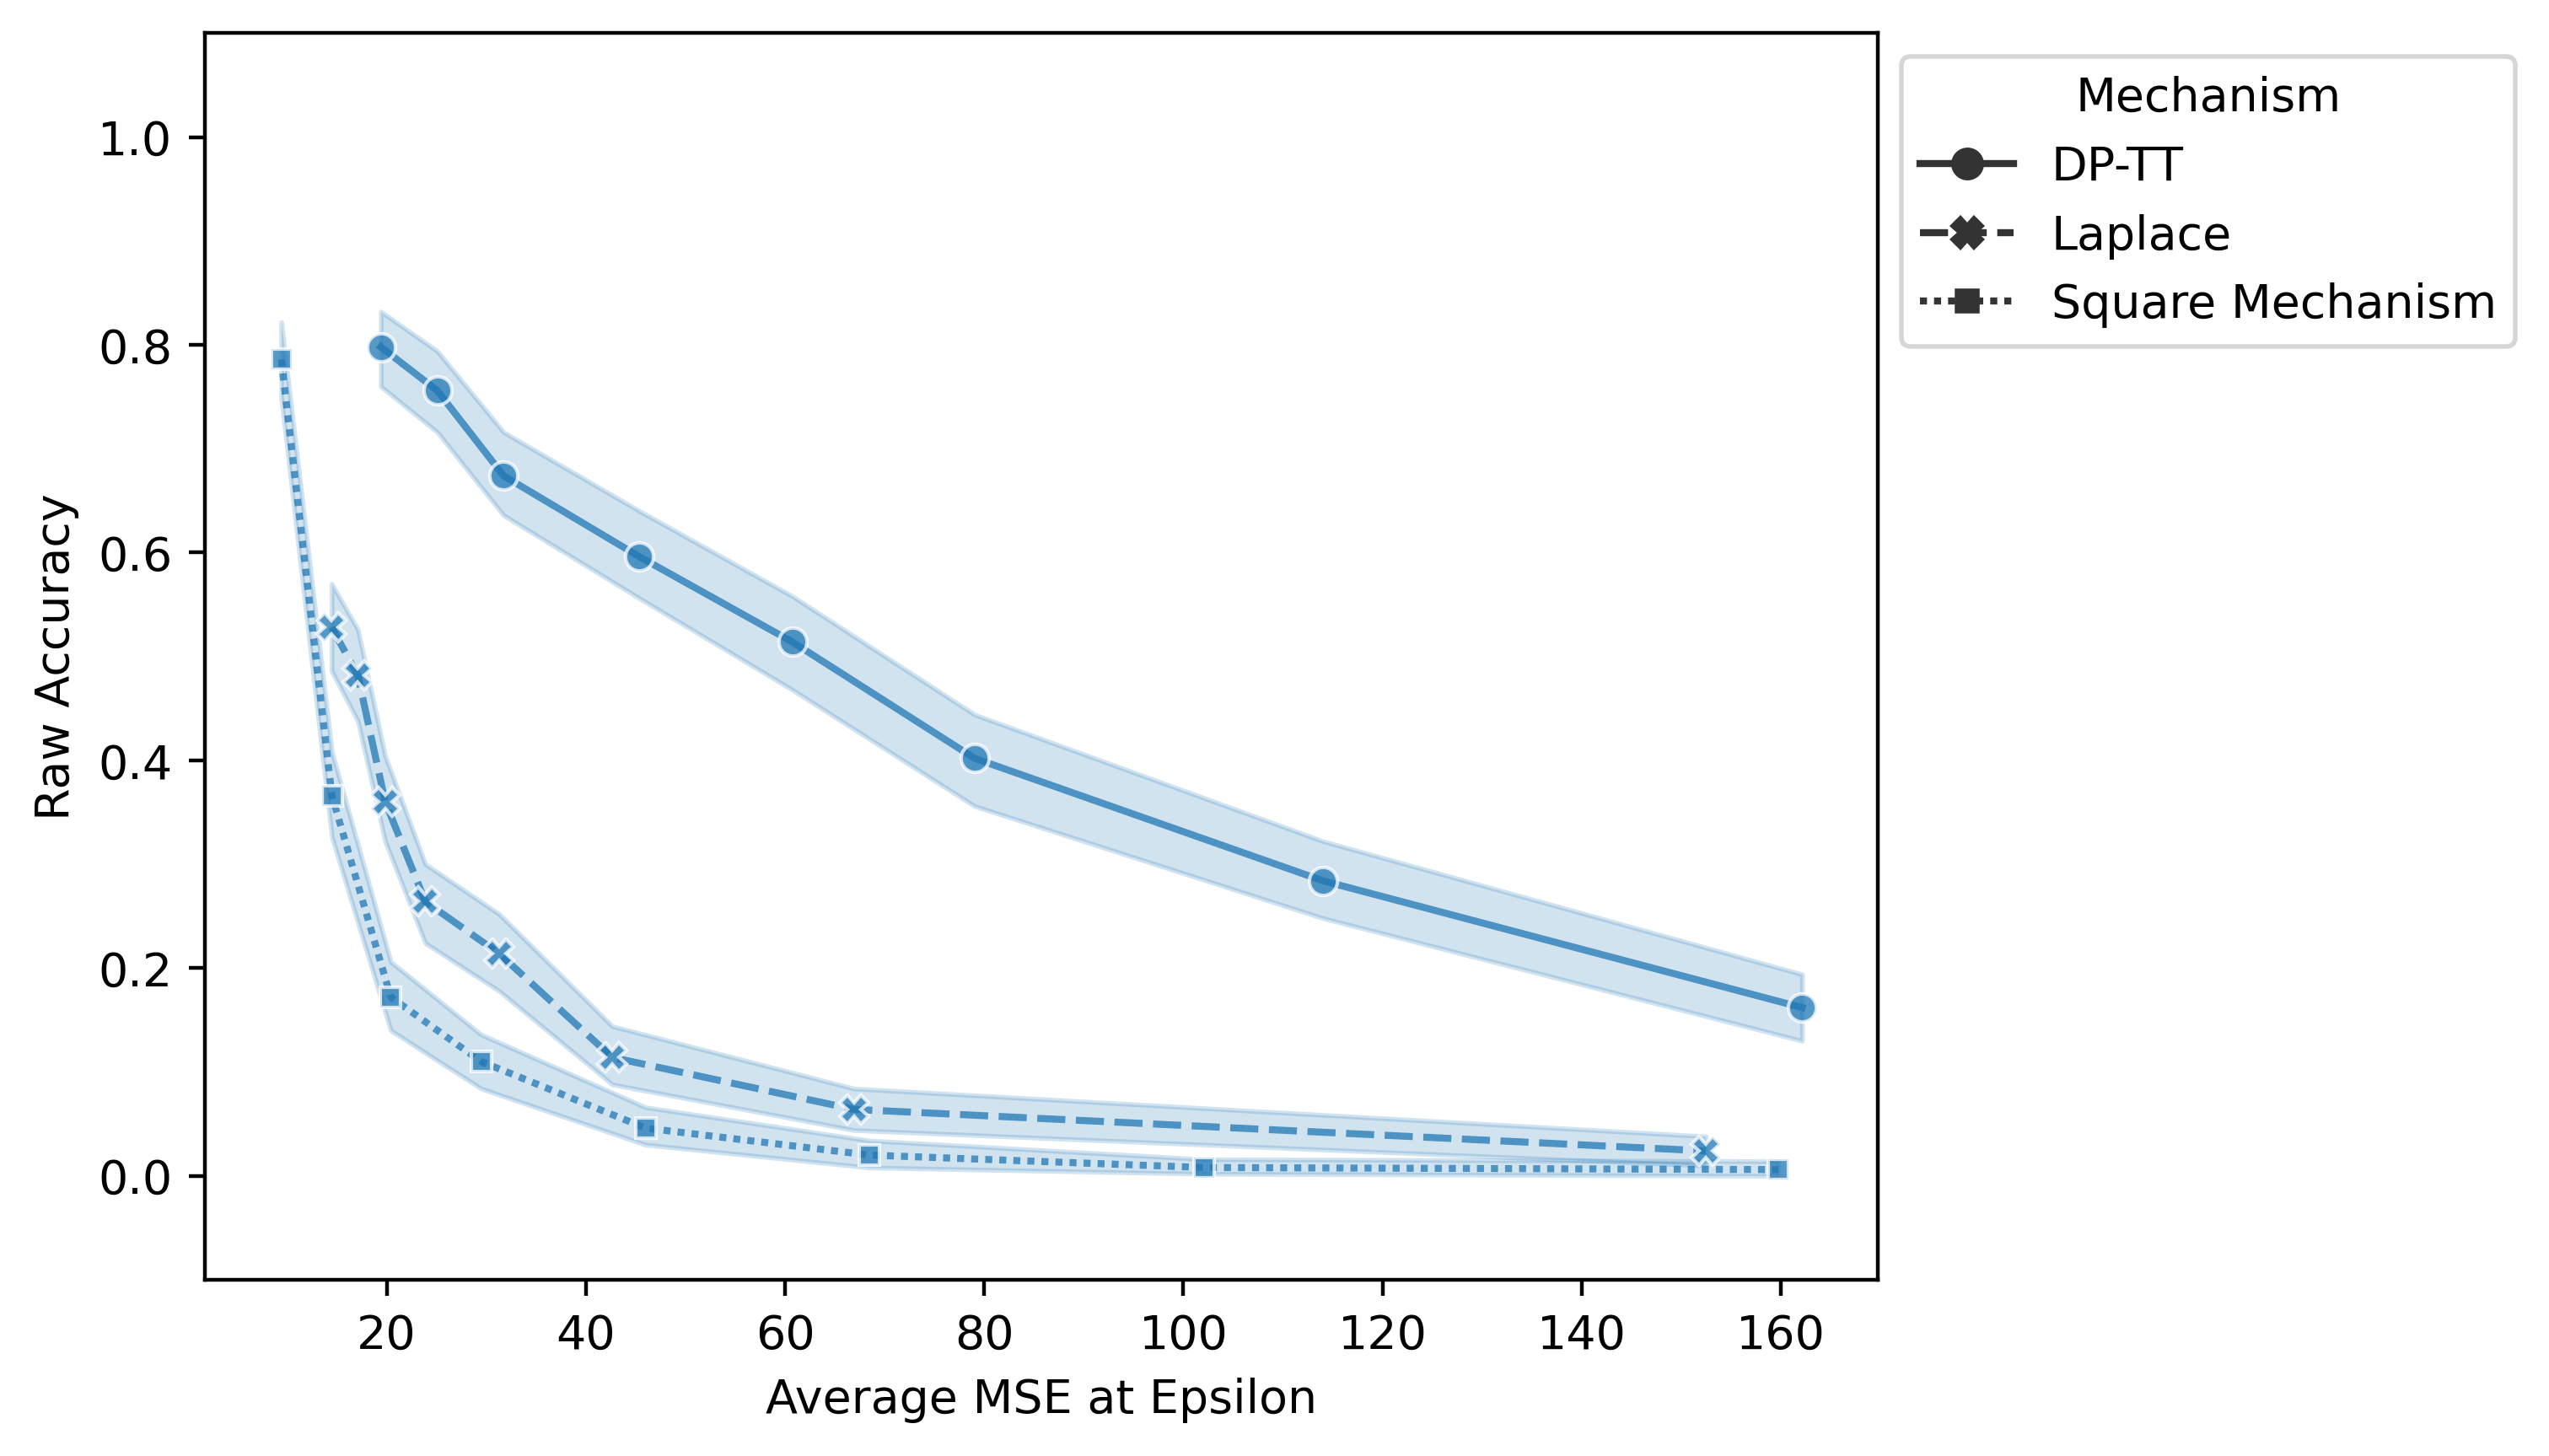 Mechanism
DP-TT
Laplace
Square Mechanism
1.0
0.8
0.6
0.4
0.2
0.0
Raw Accuracy
20 40 60 80 100 120 140 160
Average MSE at Epsilon